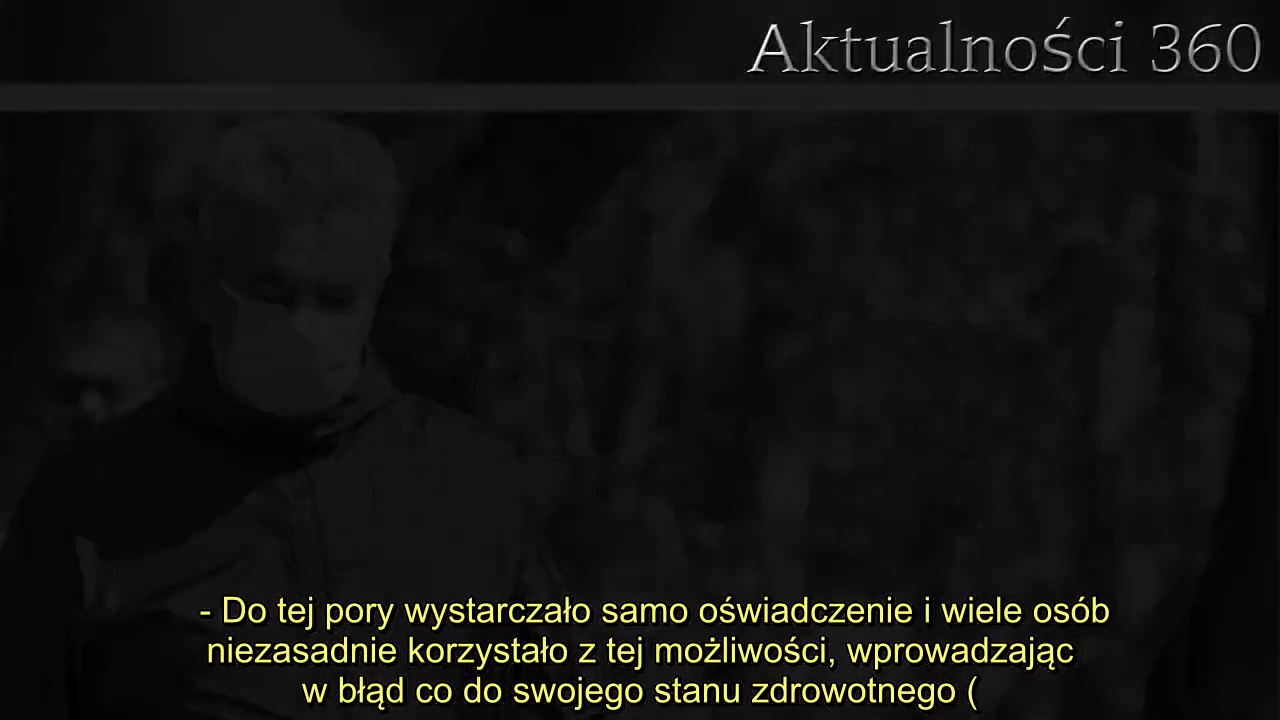 Aktualności 360
- Do tej pory wystarczało samo oświadczenie i wiele osób
niezasadnie korzystało z tej możliwości, wprowadzając
w błąd co do swojego stanu zdrowotnego (